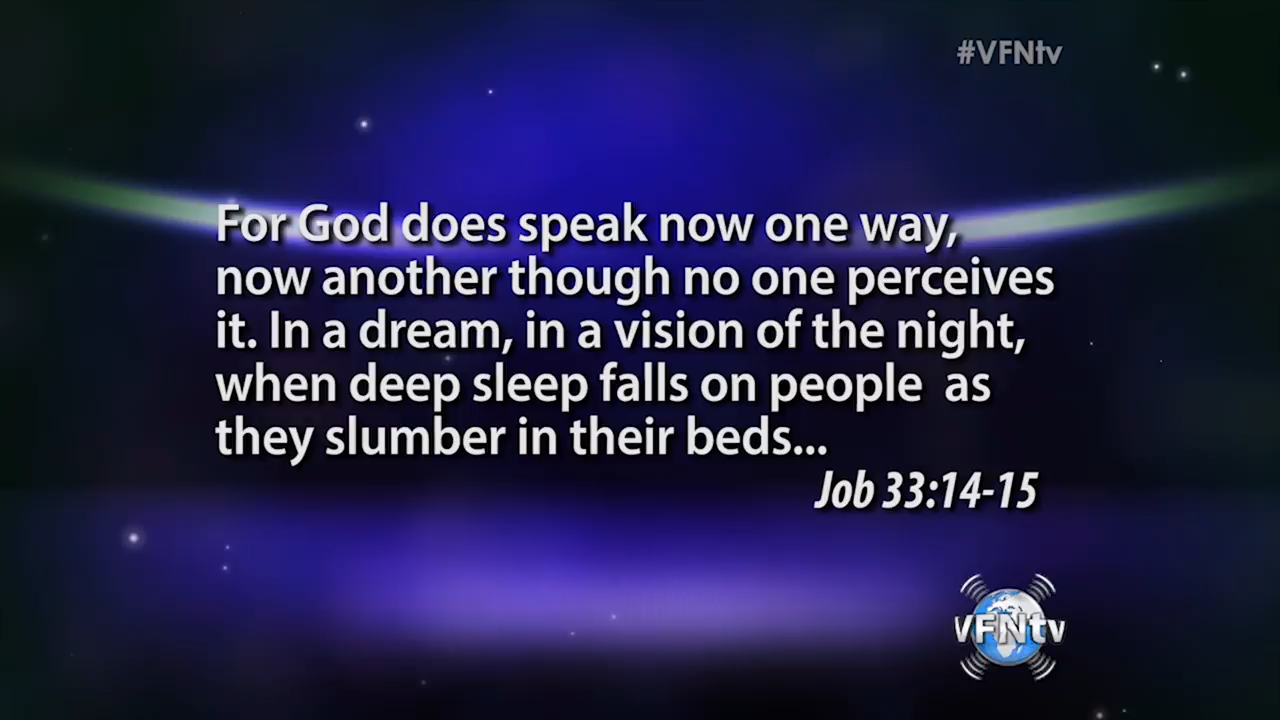 #VFNtv
For God does speak now one way,
now another though no one perceives
it. In a dream, in a vision of the night,
when deep sleep falls on people  as
they slumber in their beds...
Job 33:14-15
VFNtv